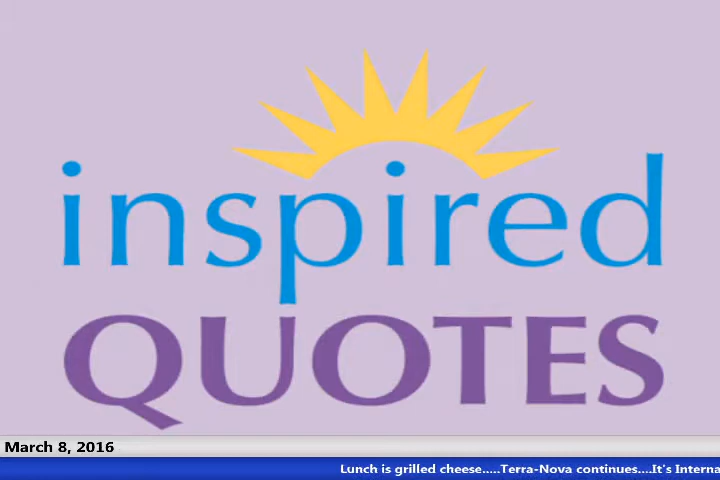 inspired
QUOTES
March 8, 2016
Lunch is grilled cheese.....Terra-Nova continues....It's Interna